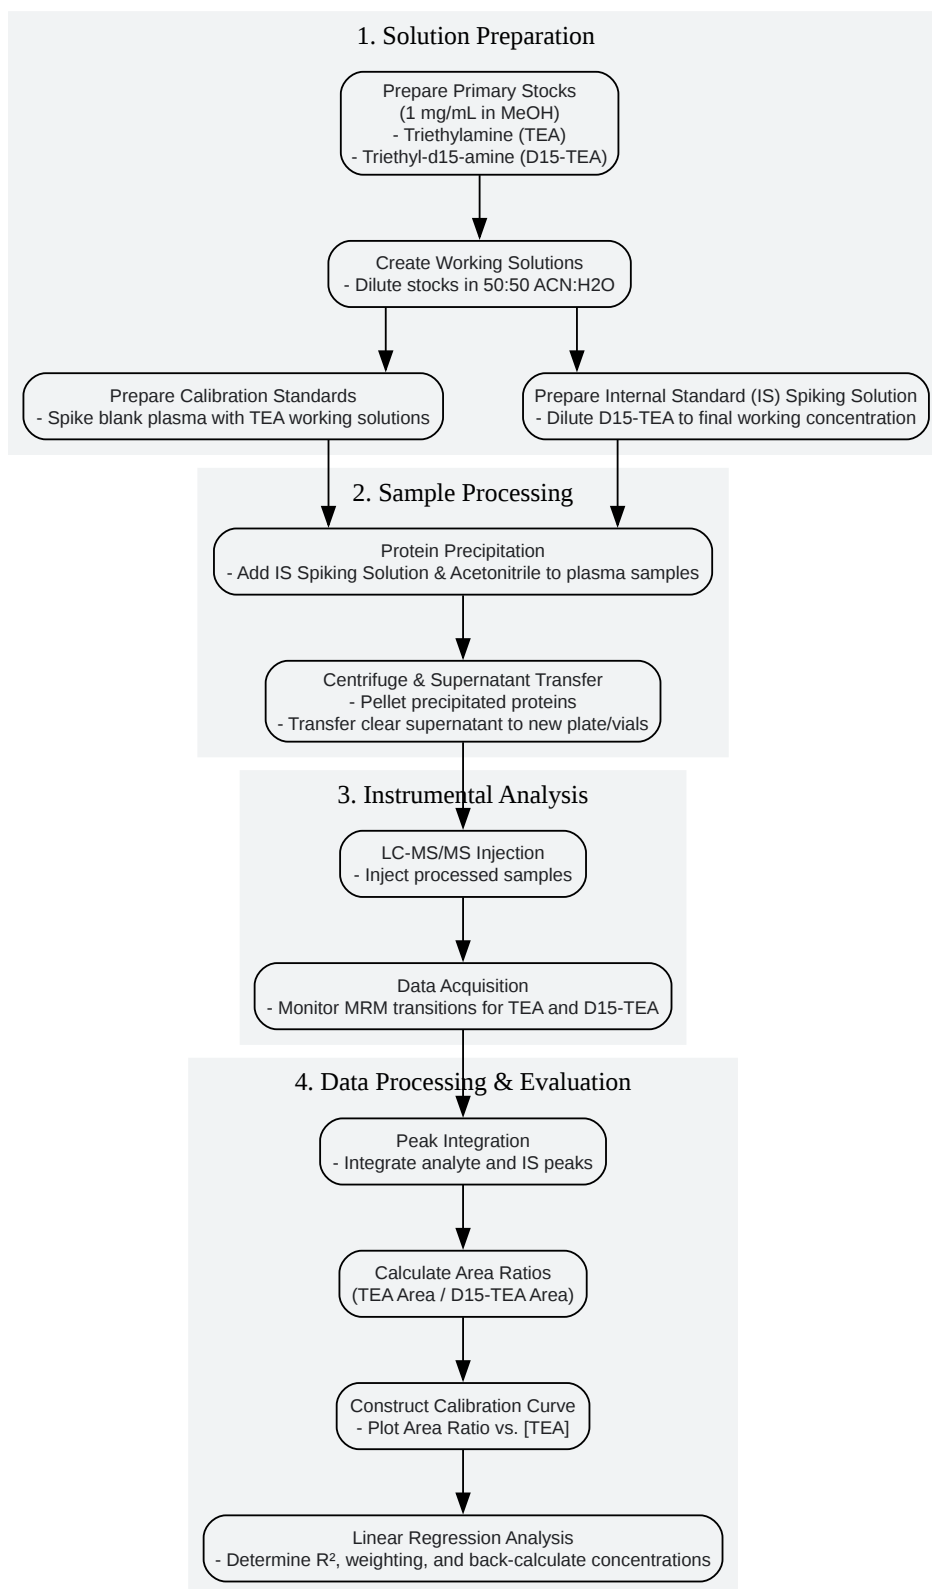 1. Solution Preparation
Prepare Primary Stocks
(1 mg/mL in MeOH)
- Triethylamine (TEA)
- Triethyl-d15-amine (D15-TEA)
Create Working Solutions
- Dilute stocks in 50:50 ACN:H2O
Prepare Calibration Standards
- Spike blank plasma with TEA working solutions
Prepare Internal Standard (IS) Spiking Solution
- Dilute D15-TEA to final working concentration
2. Sample Processing
Protein Precipitation
- Add IS Spiking Solution & Acetonitrile to plasma samples
Centrifuge & Supernatant Transfer
- Pellet precipitated proteins
- Transfer clear supernatant to new plate/vials
3. Instrumental Analysis
LC-MS/MS Injection
- Inject processed samples
Data Acquisition
- Monitor MRM transitions for TEA and D15-TEA
4. Data Processing & Evaluation
Peak Integration
- Integrate analyte and IS peaks
Calculate Area Ratios
(TEA Area / D15-TEA Area)
Construct Calibration Curve
- Plot Area Ratio vs. [TEA]
Linear Regression Analysis
- Determine R², weighting, and back-calculate concentrations